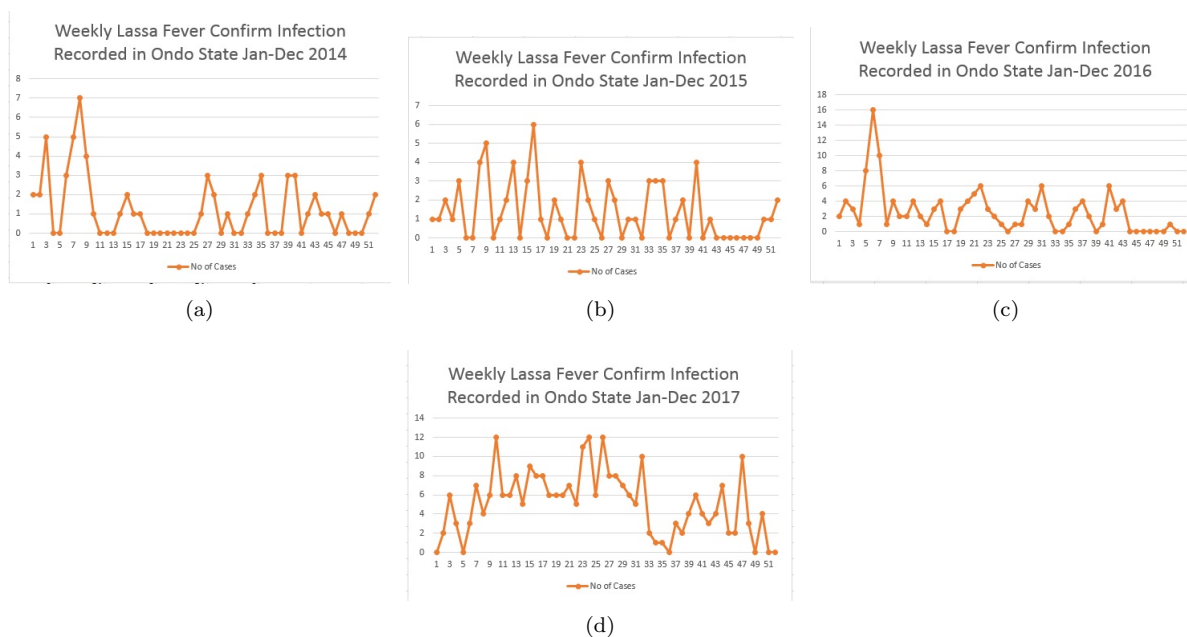 Weekly Lassa Fever Confirm Infection
Recorded in Ondo State Jan-Dec 2014
8
7
6
5
4
3
2
1
0
1 3 5 7 9 11 13 15 17 19 21 23 25 27 29 31 33 35 37 39 41 43 45 47 49 51
No of Cases
(a)
Weekly Lassa Fever Confirm Infection
Recorded in Ondo State Jan-Dec 2015
7
6
5
4
3
2
1
0
1 3 5 7 9 11 13 15 17 19 21 23 25 27 29 31 33 35 37 39 41 43 45 47 49 51
No of Cases
(b)
Weekly Lassa Fever Confirm Infection
Recorded in Ondo State Jan-Dec 2016
18
16
14
12
10
8
6
4
2
0
1 3 5 7 9 11 13 15 17 19 21 23 25 27 29 31 33 35 37 39 41 43 45 47 49 51
No of Cases
(c)
Weekly Lassa Fever Confirm Infection
Recorded in Ondo State Jan-Dec 2017
14
12
10
8
6
4
2
0
1 3 5 7 9 11 13 15 17 19 21 23 25 27 29 31 33 35 37 39 41 43 45 47 49 51
No of Cases
(d)